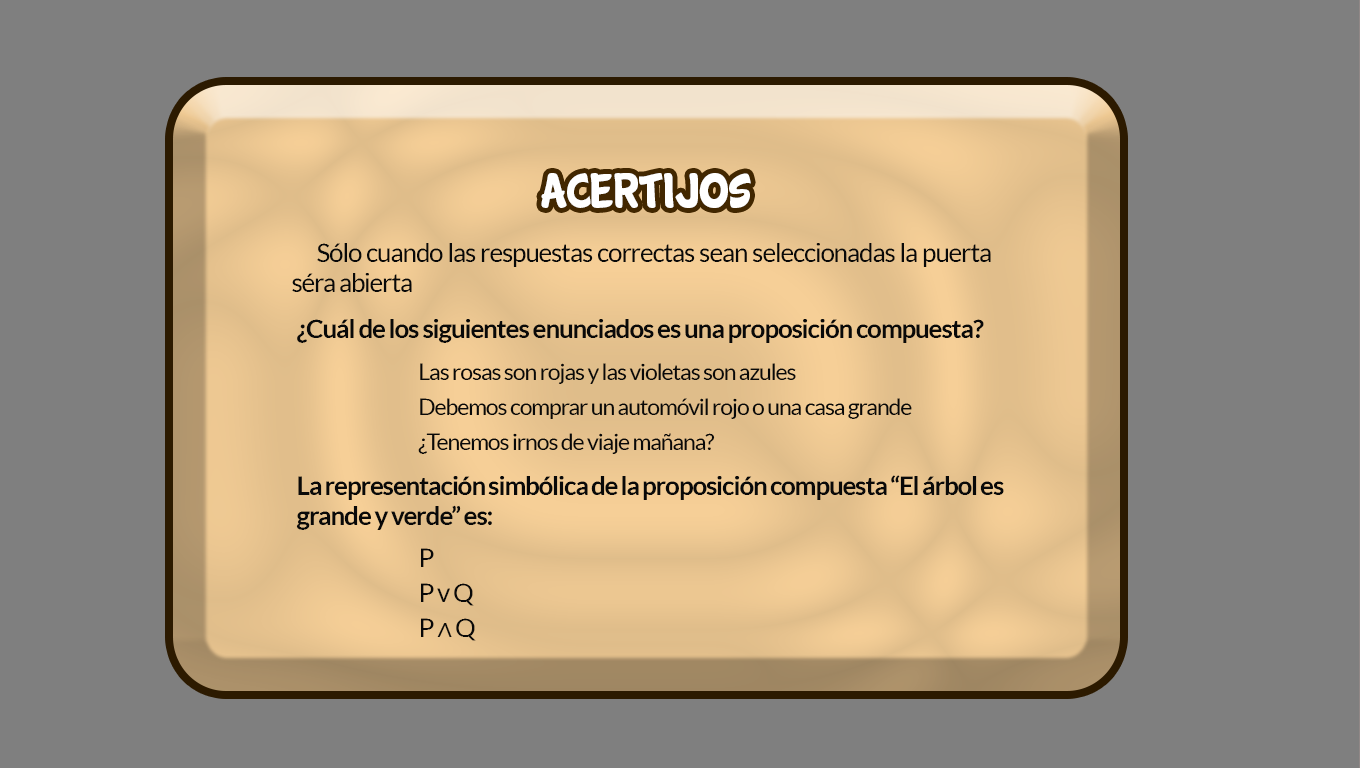 ACERTIJOS
Sólo cuando las respuestas correctas sean seleccionadas la puerta
séra abierta
¿Cuál de los siguientes enunciados es una proposición compuesta?
Las rosas son rojas y las violetas son azules
Debemos comprar un automóvil rojo o una casa grande
¿Tenemos irnos de viaje mañana?
La representación simbólica de la proposición compuesta “El árbol es
grande y verde” es:
P
P ∨ Q
P ∧ Q